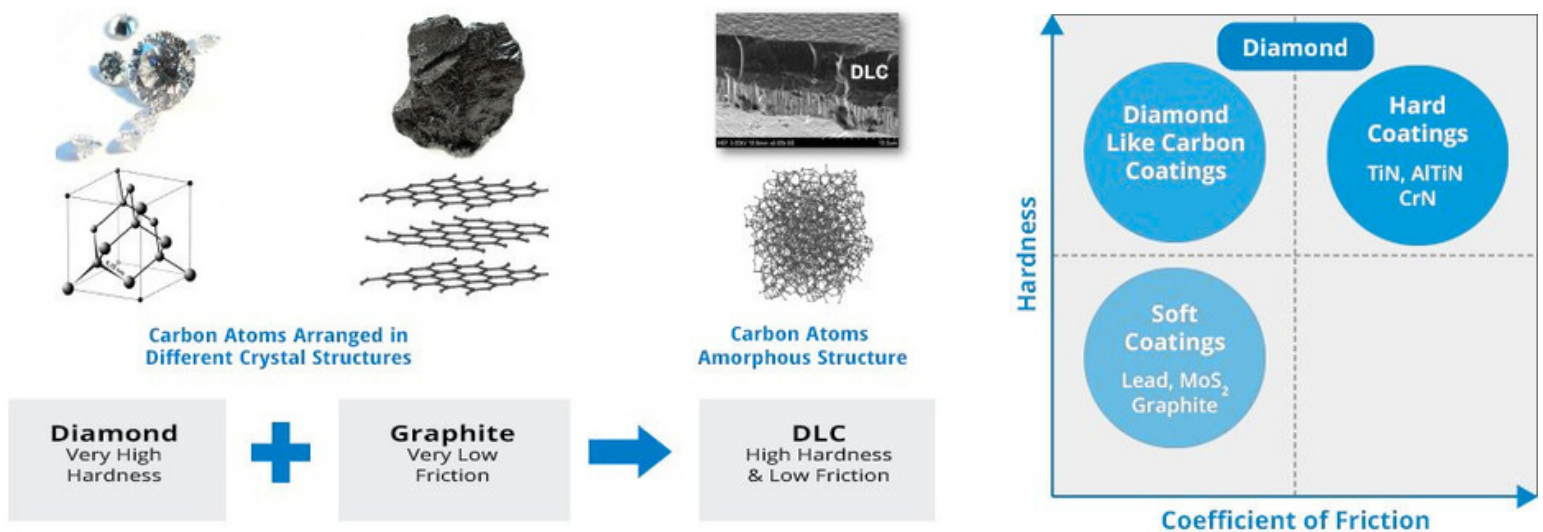 DLC
Carbon Atoms Arranged in
Different Crystal Structures
Carbon Atoms
Amorphous Structure
Diamond
Very High
Hardness
Graphite
Very Low
Friction
DLC
High Hardness
& Low Friction
Hardness
Diamond
Diamond
Like Carbon
Coatings
Hard
Coatings
TiN, AlTiN
CrN
Soft
Coatings
Lead, MoS₂
Graphite
Coefficient of Friction